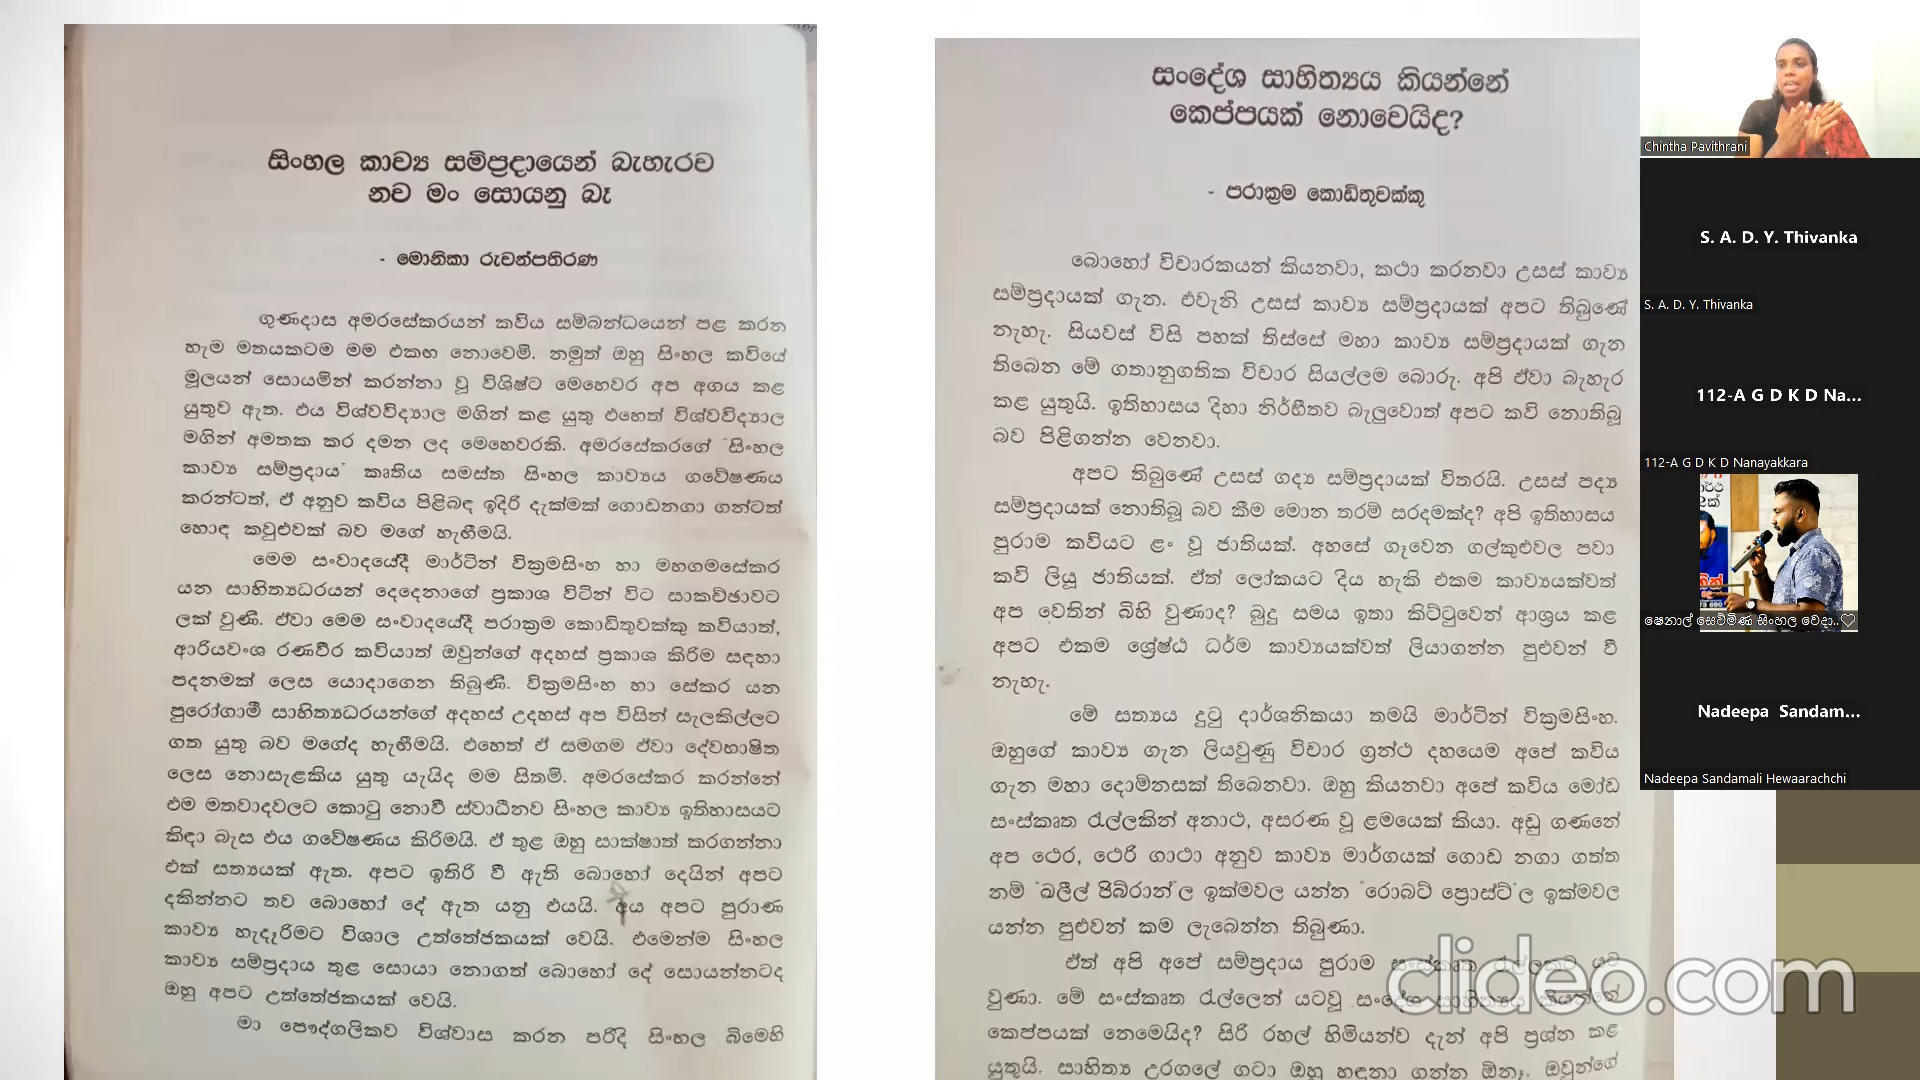 සිංහල කාව්‍ය සම්ප්‍රදායෙන් බැහැරව
නව මං සොයනු බෑ
- මොනිකා රුවන්පතිරණ
ගුණදාස අමරසේකරයන් කවිය සම්බන්ධයෙන් පළ කරන
හැම මතයකටම මම එකඟ නොවෙමි. නමුත් ඔහු සිංහල කවියේ
මූලයන් සොයමින් කරන්නා වූ විශිෂ්ට මෙහෙවර අප අගය කළ
යුතුව ඇත. එය විශ්වවිද්‍යාල මගින් කළ යුතු එහෙත් විශ්වවිද්‍යාල
මගින් අමතක කර දමන ලද මෙහෙවරකි. අමරසේකරගේ "සිංහල
කාව්‍ය සම්ප්‍රදාය" කෘතිය සමස්ත සිංහල කාව්‍යය ගවේෂණය
කරන්ටත්, ඒ අනුව කවිය පිළිබඳ ඉදිරි දැක්මක් ගොඩනගා ගන්ටත්
හොඳ කවුළුවක් බව මගේ හැඟීමයි.
මෙම සංවාදයේදී මාර්ටින් වික්‍රමසිංහ හා මහගමසේකර
යන සාහිත්‍යධරයන් දෙදෙනාගේ ප්‍රකාශ විටින් විට සාකච්ඡාවට
ලක් වුණි. ඒවා මෙම සංවාදයේදී පරාක්‍රම කොඩිතුවක්කු කවියාත්,
ආරියවංශ රණවීර කවියාත් ඔවුන්ගේ අදහස් ප්‍රකාශ කිරීම සඳහා
පදනමක් ලෙස යොදාගෙන තිබුණි. වික්‍රමසිංහ හා සේකර යන
පුරෝගාමී සාහිත්‍යධරයන්ගේ අදහස් උදහස් අප විසින් සැලකිල්ලට
ගත යුතු බව මගේද හැඟීමයි. එහෙත් ඒ සමගම ඒවා දේවභාෂිත
ලෙස නොසැළකිය යුතු යැයිද මම සිතමි. අමරසේකර කරන්නේ
එම මතවාදවලට කොටු නොවී ස්වාධීනව සිංහල කාව්‍ය ඉතිහාසයට
කිඳා බැස එය ගවේෂණය කිරීමයි. ඒ තුළ ඔහු සාක්ෂාත් කරගන්නා
එක් සත්‍යයක් ඇත. අපට ඉතිරි වී ඇති බොහෝ දෙයින් අපට
දකින්නට තව බොහෝ දේ ඇත යනු එයයි. අය අපට පුරාණ
කාව්‍ය හැදෑරීමට විශාල උත්තේජකයක් වෙයි. එමෙන්ම සිංහල
කාව්‍ය සම්ප්‍රදාය තුළ සොයා නොගත් බොහෝ දේ සොයන්නටද
ඔහු අපට උත්තේජකයක් වෙයි.
මා පෞද්ගලිකව විශ්වාස කරන පරිදි සිංහල බිමෙහි
සංදේශ සාහිත්‍යය කියන්නේ
කෙප්පයක් නොවෙයිද?
- පරාක්‍රම කොඩිතුවක්කු
බොහෝ විචාරකයන් කියනවා, කථා කරනවා උසස් කාව්‍ය
සම්ප්‍රදායක් ගැන. එවැනි උසස් කාව්‍ය සම්ප්‍රදායක් අපට තිබුණේ
නැහැ. සියවස් විසි පහක් තිස්සේ මහා කාව්‍ය සම්ප්‍රදායක් ගැන
තිබෙන මේ ගතානුගතික විචාර සියල්ලම බොරු. අපි ඒවා බැහැර
කළ යුතුයි. ඉතිහාසය දිහා නිර්භීතව බැලුවොත් අපට කවි නොතිබූ
බව පිළිගන්න වෙනවා.
අපට තිබුණේ උසස් ගද්‍ය සම්ප්‍රදායක් විතරයි. උසස් පද්‍ය
සම්ප්‍රදායක් නොතිබූ බව කීම මොන තරම් සරදමක්ද? අපි ඉතිහාසය
පුරාම කවියට ළං වූ ජාතියක්. අහසේ ගෑවෙන ගල්කුළුවල පවා
කවි ලියූ ජාතියක්. ඒත් ලෝකයට දිය හැකි එකම කාව්‍යයක්වත්
අප වෙතින් බිහි වුණාද? බුදු සමය ඉතා කිට්ටුවෙන් ආශ්‍රය කළ
අපට එකම ශ්‍රේෂ්ඨ ධර්ම කාව්‍යයක්වත් ලියාගන්න පුළුවන් වී
නැහැ.
මේ සත්‍යය දුටු දාර්ශනිකයා තමයි මාර්ටින් වික්‍රමසිංහ.
ඔහුගේ කාව්‍ය ගැන ලියවුණු විචාර ග්‍රන්ථ දහයෙම අපේ කවිය
ගැන මහා දොම්නසක් තිබෙනවා. ඔහු කියනවා අපේ කවිය මෝඩ
සංස්කෘත රැල්ලකින් අනාථ, අසරණ වූ ළමයෙක් කියා. අඩු ගණනේ
අප ථෙර, ථෙරි ගාථා අනුව කාව්‍ය මාර්ගයක් ගොඩ නගා ගත්ත
නම් "ඛලීල් ජිබ්රාන්"ල ඉක්මවල යන්න "රොබට් ප්‍රොස්ට්"ල ඉක්මවල
යන්න පුළුවන් කම ලැබෙන්න තිබුණා.
ඒත් අපි අපේ සම්ප්‍රදාය පුරාම සංස්කෘත රැල්ලකට යට
වුණා. මේ සංස්කෘත රැල්ලෙන් යටවූ සංදේශ සාහිත්‍යය කියන්නේ
කෙප්පයක් නෙමෙයිද? සිරි රහල් හිමියන්ව දැන් අපි ප්‍රශ්න කළ
යුතුයි. සාහිත්‍ය උරගලේ ගටා ඔහු හඳුනා ගන්න ඕනෑ. ඔවුන්ගේ
Chintha Pavithrani
S. A. D. Y. Thivanka
S. A. D. Y. Thivanka
112-A G D K D Na...
112-A G D K D Nanayakkara
ෂෙනාල් සෙව්මිණ සිංහල වේදා..
Nadeepa Sandam...
Nadeepa Sandamali Hewaarachchi
clideo.com